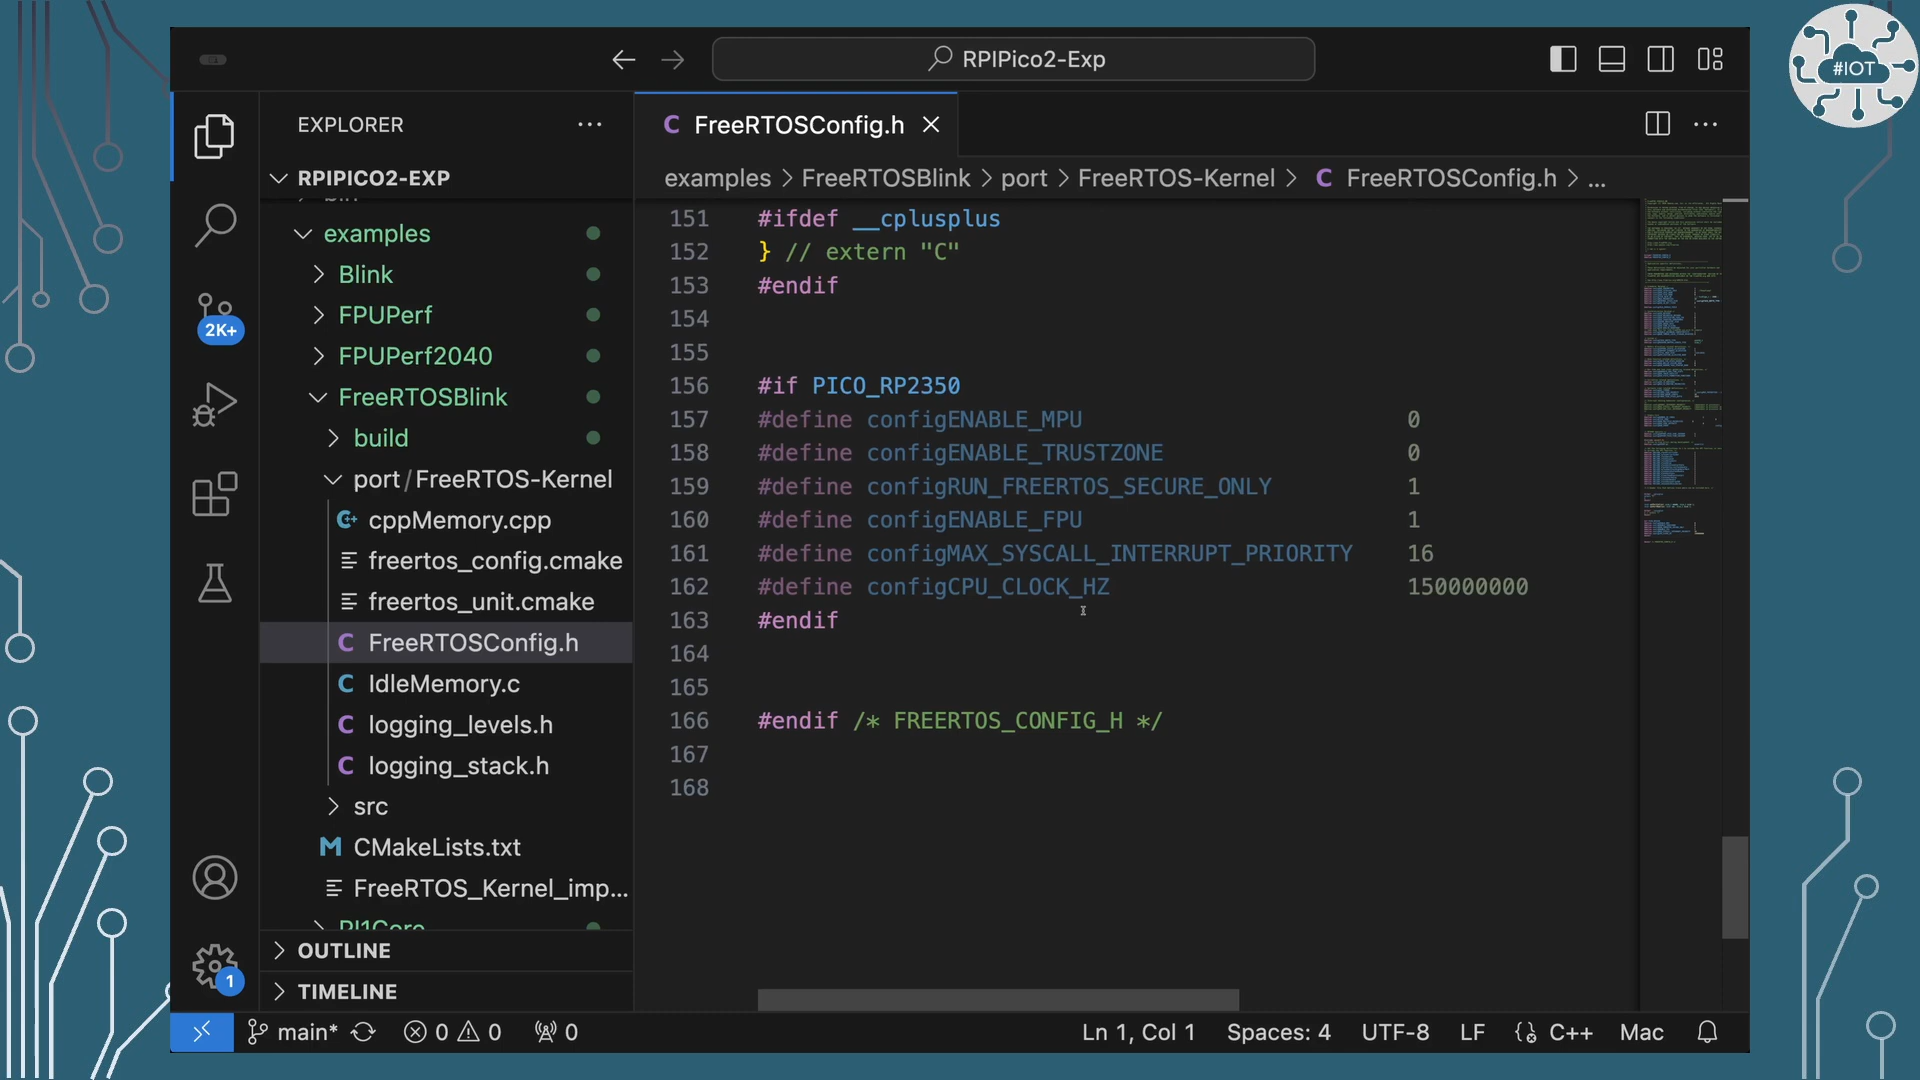 RPIPico2-Exp
#IOT
EXPLORER
RPIPICO2-EXP
examples
Blink
FPUPerf
FPUPerf2040
FreeRTOSBlink
build
port/FreeRTOS-Kernel
cppMemory.cpp
freertos_config.cmake
freertos_unit.cmake
FreeRTOSConfig.h
IdleMemory.c
logging_levels.h
logging_stack.h
src
CMakeLists.txt
FreeRTOS_Kernel_imp...
OUTLINE
TIMELINE
2K+
1
FreeRTOSConfig.h
examples > FreeRTOSBlink > port > FreeRTOS-Kernel > C FreeRTOSConfig.h > ...
151 #ifdef __cplusplus
152 } // extern "C"
153 #endif
154
155
156 #if PICO_RP2350
157 #define configENABLE_MPU 0
158 #define configENABLE_TRUSTZONE 0
159 #define configRUN_FREERTOS_SECURE_ONLY 1
160 #define configENABLE_FPU 1
161 #define configMAX_SYSCALL_INTERRUPT_PRIORITY 16
162 #define configCPU_CLOCK_HZ 150000000
163 #endif
164
165
166 #endif /* FREERTOS_CONFIG_H */
167
168
main* 0 0 0 Ln 1, Col 1 Spaces: 4 UTF-8 LF C++ Mac